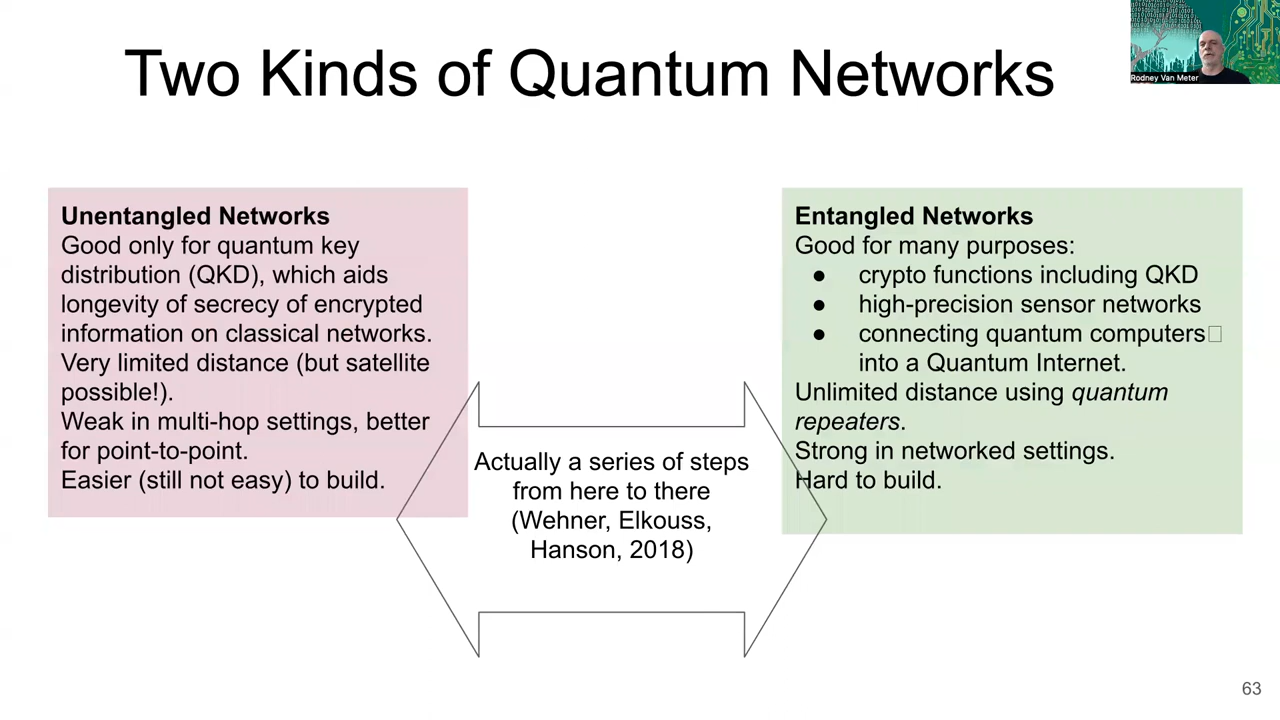 Two Kinds of Quantum Networks
Rodney Van Meter
Unentangled Networks
Good only for quantum key
distribution (QKD), which aids
longevity of secrecy of encrypted
information on classical networks.
Very limited distance (but satellite
possible!).
Weak in multi-hop settings, better
for point-to-point.
Easier (still not easy) to build.
Actually a series of steps
from here to there
(Wehner, Elkouss,
Hanson, 2018)
Entangled Networks
Good for many purposes:
● crypto functions including QKD
● high-precision sensor networks
● connecting quantum computers□
into a Quantum Internet.
Unlimited distance using quantum
repeaters.
Strong in networked settings.
Hard to build.
63